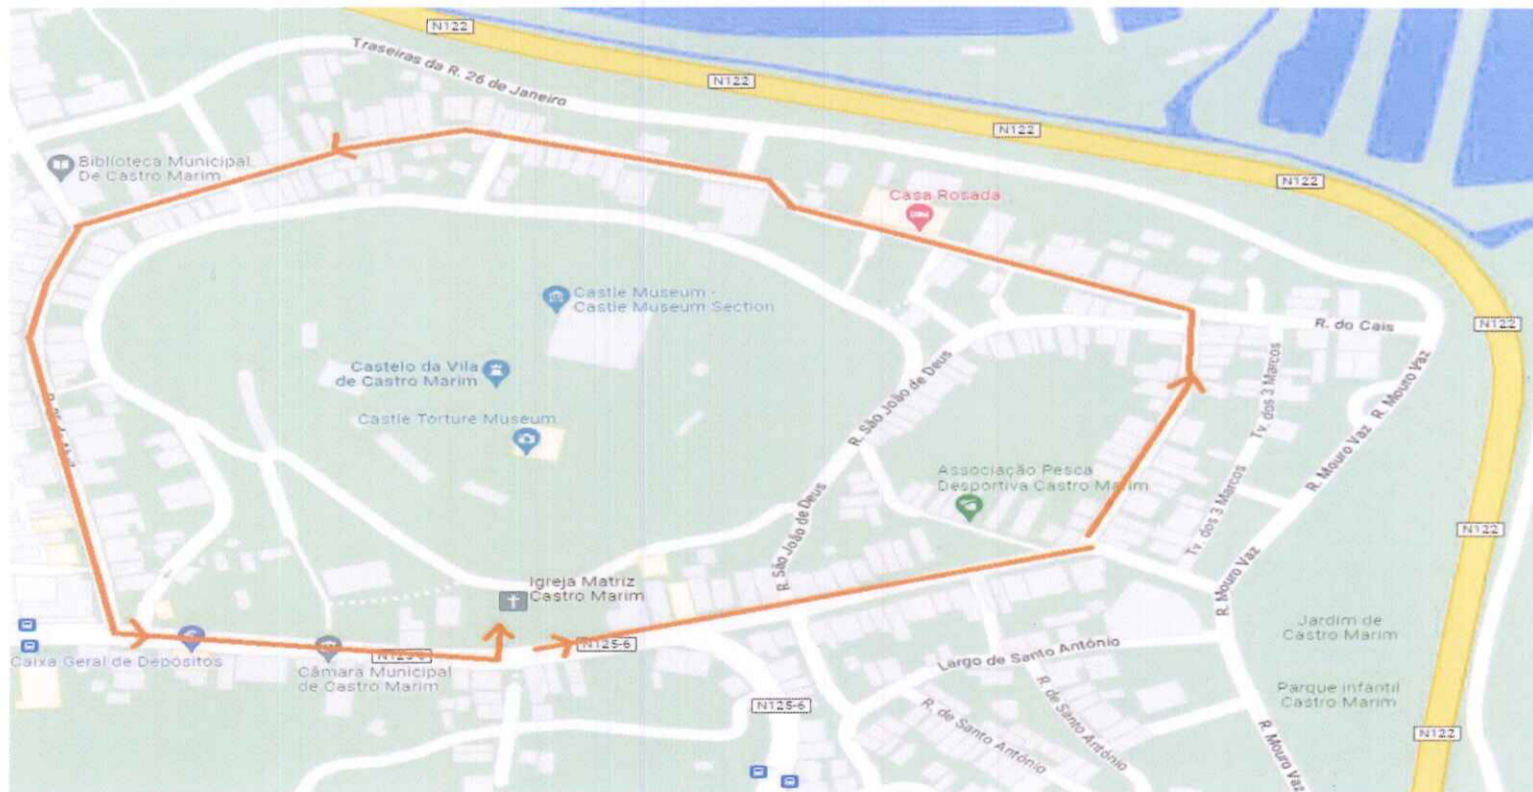 N122
Traseiras da R. 26 de Janeiro
N122
N122
Biblioteca Municipal
De Castro Marim
N122
Casa Rosada
Castle Museum -
Castle Museum Section
R. do Cais
N122
Castelo da Vila
de Castro Marim
Castle Torture Museum
R. São João de Deus
Tv. dos 3 Marcos
R. Mouro Vaz
R. Mouro Vaz
Associação Pesca
Desportiva Castro Marim
R. São João de Deus
Tv. dos 3 Marcos
N122
R. Mouro Vaz
Igreja Matriz
Castro Marim
Jardim de
Castro Marim
Caixa Geral de Depósitos
N125-6
N125-6
Câmara Municipal
de Castro Marim
Largo de Santo António
R. de Santo António
Parque infantil
Castro Marim
N125-6
R. de Santo António
R. Mouro Vaz
N122